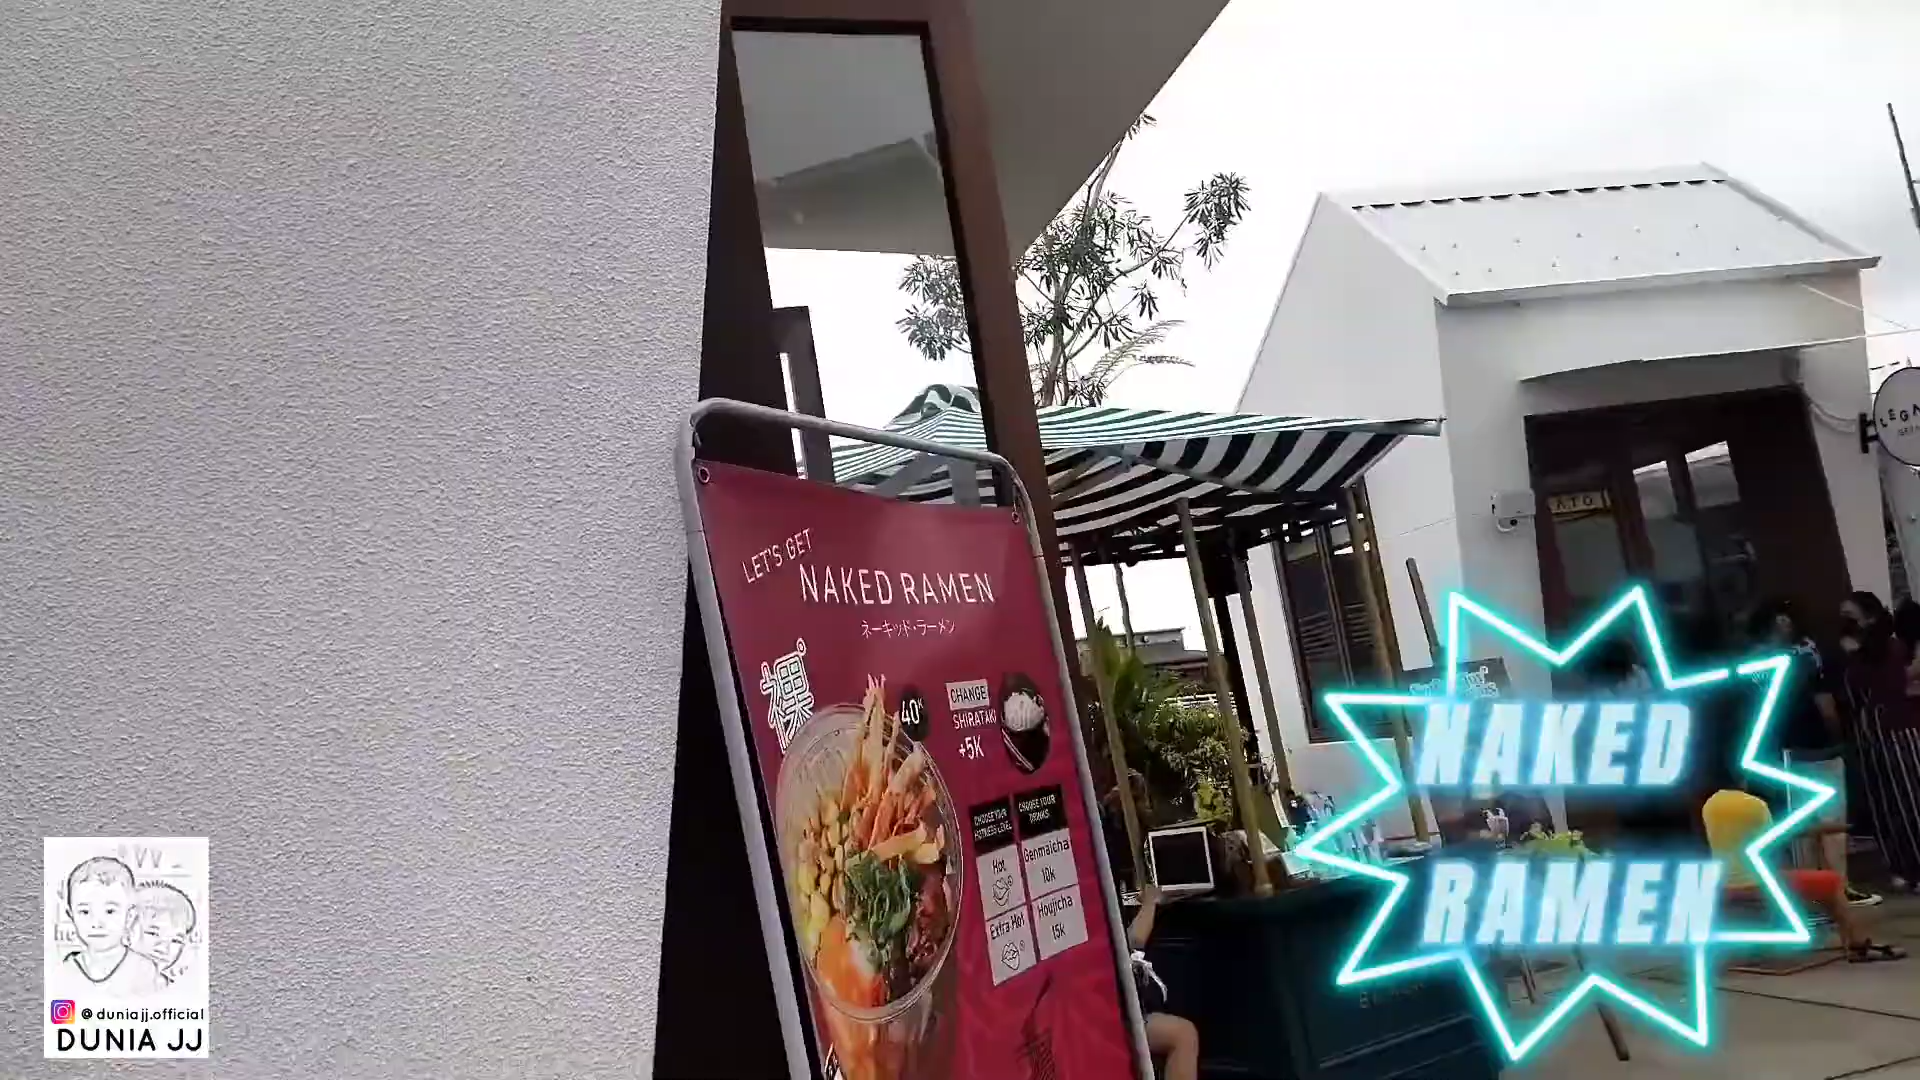 LET'S GET
NAKED RAMEN
ネーキッド・ラーメン
裸
40K
CHANGE
SHIRATAKI
+5K
CHOOSE YOUR
HOTNESS LEVEL
Hot
Extra Hot
CHOOSE YOUR
DRINKS
Genmaicha
10k
Houjicha
15k
NAKED
RAMEN
@duniajj.official
DUNIA JJ